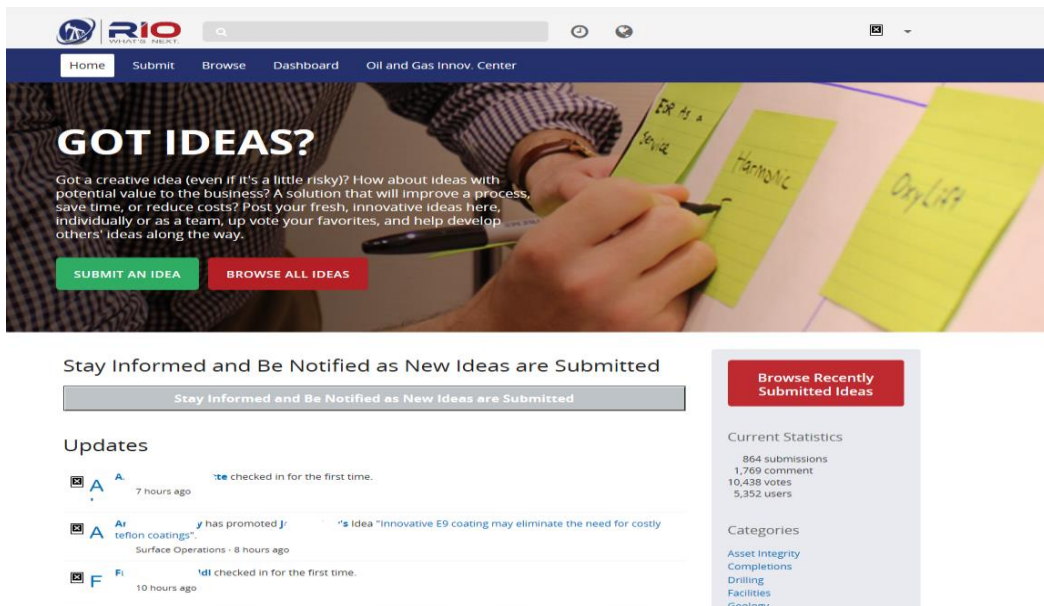 RIO
WHAT'S NEXT.
Home Submit Browse Dashboard Oil and Gas Innov. Center
EOR As a
Service
Harmonic
OxyLift
GOT IDEAS?
Got a creative idea (even if it's a little risky)? How about ideas with
potential value to the business? A solution that will improve a process,
save time, or reduce costs? Post your fresh, innovative ideas here,
individually or as a team, up vote your favorites, and help develop
others' ideas along the way.
SUBMIT AN IDEA BROWSE ALL IDEAS
Stay Informed and Be Notified as New Ideas are Submitted
Stay Informed and Be Notified as New Ideas are Submitted
Updates
A A. te checked in for the first time.
7 hours ago
A Ar y has promoted J 's Idea "Innovative E9 coating may eliminate the need for costly
teflon coatings".
Surface Operations - 8 hours ago
F Fi ldl checked in for the first time.
10 hours ago
Browse Recently
Submitted Ideas
Current Statistics
864 submissions
1,769 comment
10,438 votes
5,352 users
Categories
Asset Integrity
Completions
Drilling
Facilities
Geology